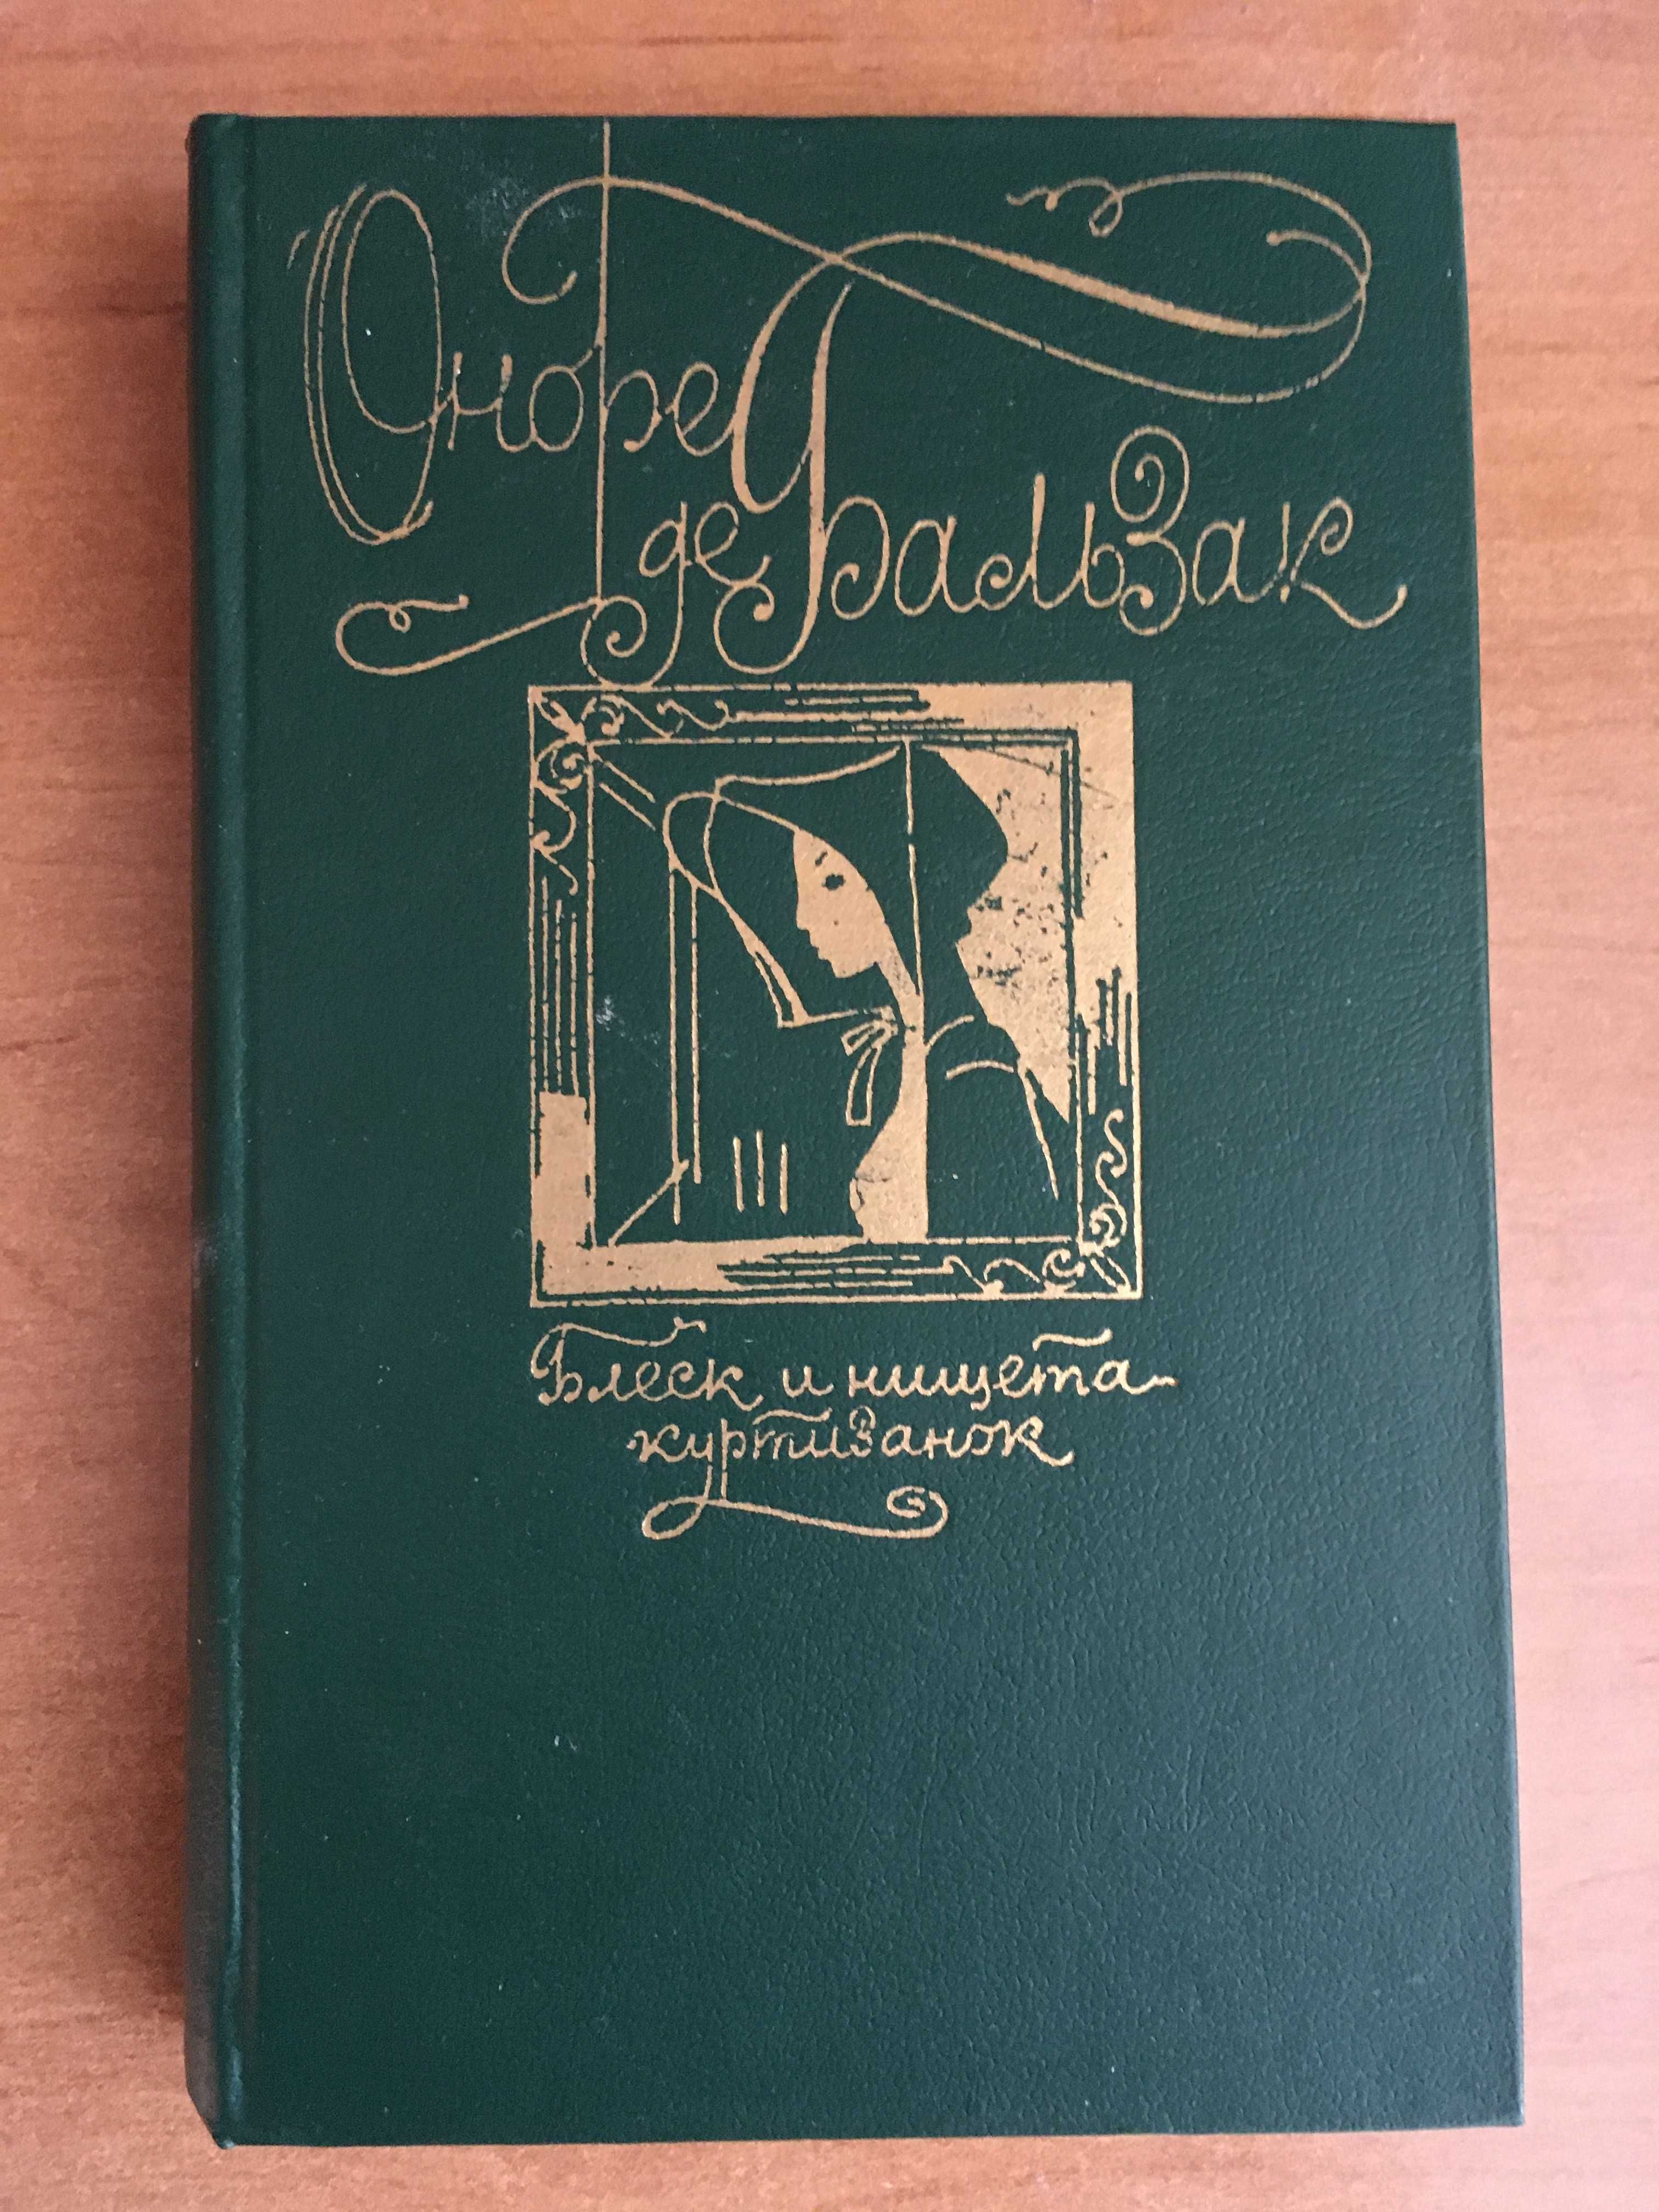 Оноре
де Бальзак
Блеск и нищета
куртизанок